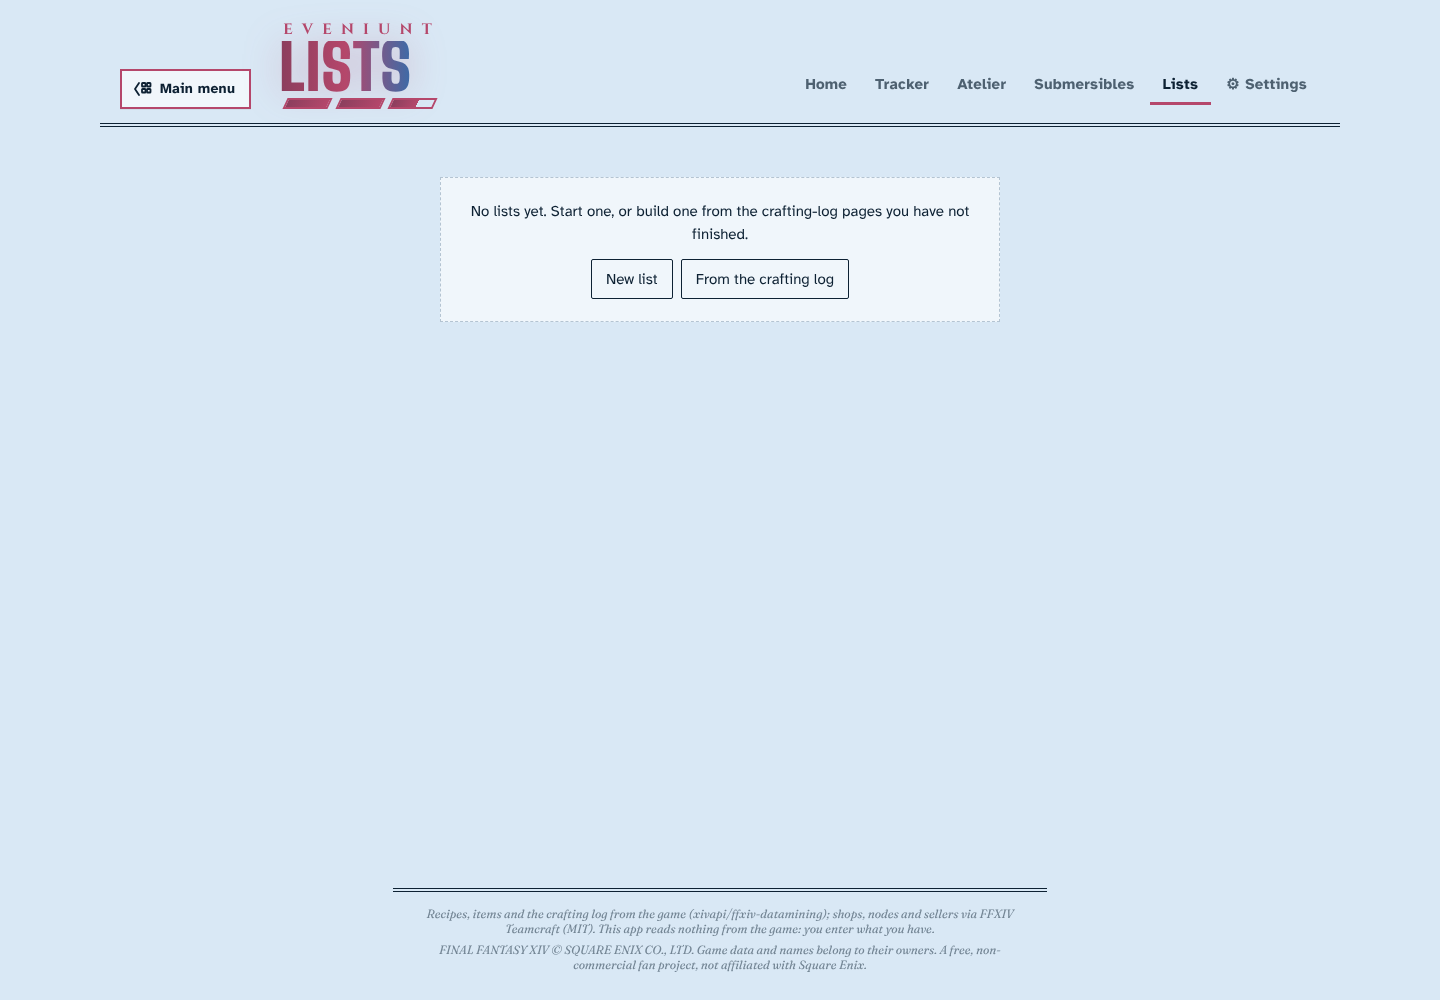 EVENIUNT
LISTS
Main menu
Home
Tracker
Atelier
Submersibles
Lists
Settings
No lists yet. Start one, or build one from the crafting-log pages you have not
finished.
New list
From the crafting log
Recipes, items and the crafting log from the game (xivapi/ffxiv-datamining); shops, nodes and sellers via FFXIV
Teamcraft (MIT). This app reads nothing from the game: you enter what you have.
FINAL FANTASY XIV © SQUARE ENIX CO., LTD. Game data and names belong to their owners. A free, non-
commercial fan project, not affiliated with Square Enix.